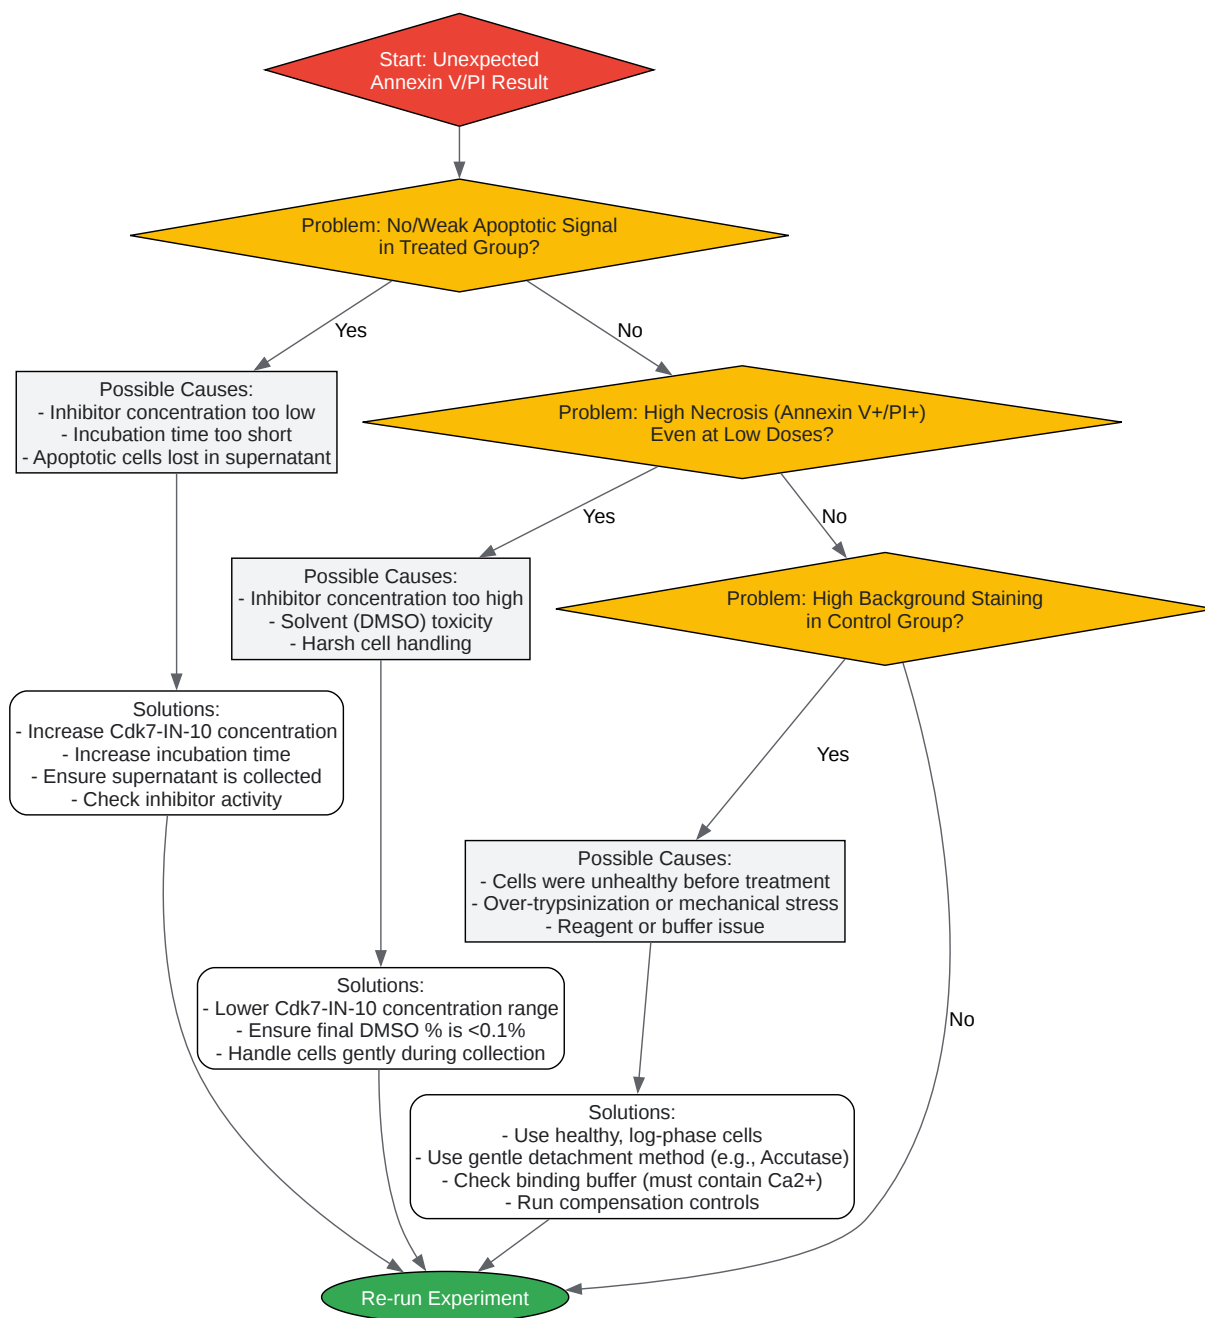 Start: Unexpected
Annexin V/PI Result
Problem: No/Weak Apoptotic Signal
in Treated Group?
Yes
No
Possible Causes:
- Inhibitor concentration too low
- Incubation time too short
- Apoptotic cells lost in supernatant
Problem: High Necrosis (Annexin V+/PI+)
Even at Low Doses?
Yes
No
Possible Causes:
- Inhibitor concentration too high
- Solvent (DMSO) toxicity
- Harsh cell handling
Problem: High Background Staining
in Control Group?
Solutions:
- Increase Cdk7-IN-10 concentration
- Increase incubation time
- Ensure supernatant is collected
- Check inhibitor activity
Yes
No
Possible Causes:
- Cells were unhealthy before treatment
- Over-trypsinization or mechanical stress
- Reagent or buffer issue
Solutions:
- Lower Cdk7-IN-10 concentration range
- Ensure final DMSO % is <0.1%
- Handle cells gently during collection
Solutions:
- Use healthy, log-phase cells
- Use gentle detachment method (e.g., Accutase)
- Check binding buffer (must contain Ca2+)
- Run compensation controls
Re-run Experiment